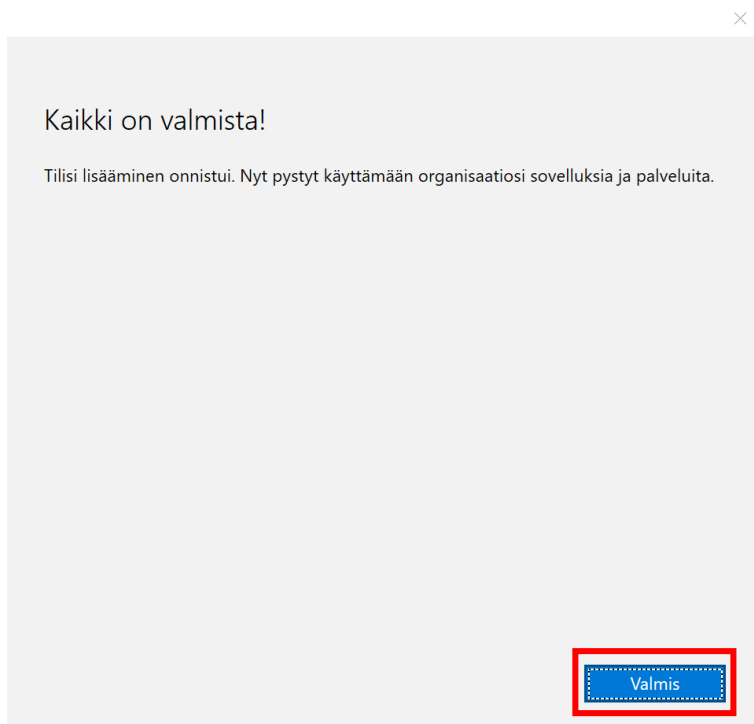 Kaikki on valmista!
Tilisi lisääminen onnistui. Nyt pystyt käyttämään organisaatiosi sovelluksia ja palveluita.
Valmis